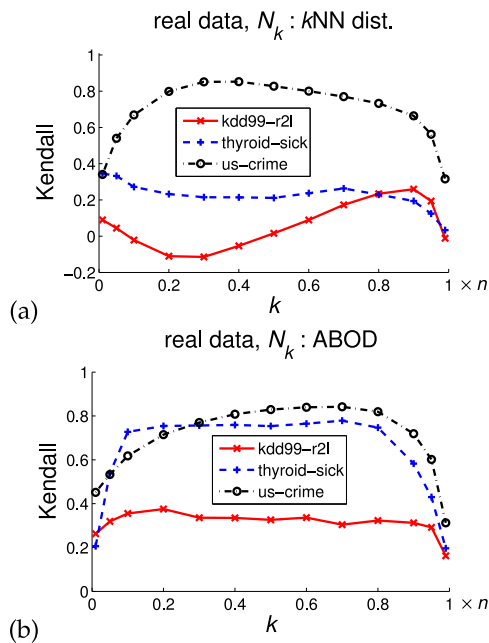 real data, N_k : kNN dist.
Kendall
1
0.8
0.6
0.4
0.2
0
−0.2
kdd99−r2l
thyroid−sick
us−crime
0 0.2 0.4 0.6 0.8 1 × n
k
(a)
real data, N_k : ABOD
Kendall
1
0.8
0.6
0.4
0.2
0
kdd99−r2l
thyroid−sick
us−crime
0 0.2 0.4 0.6 0.8 1 × n
k
(b)